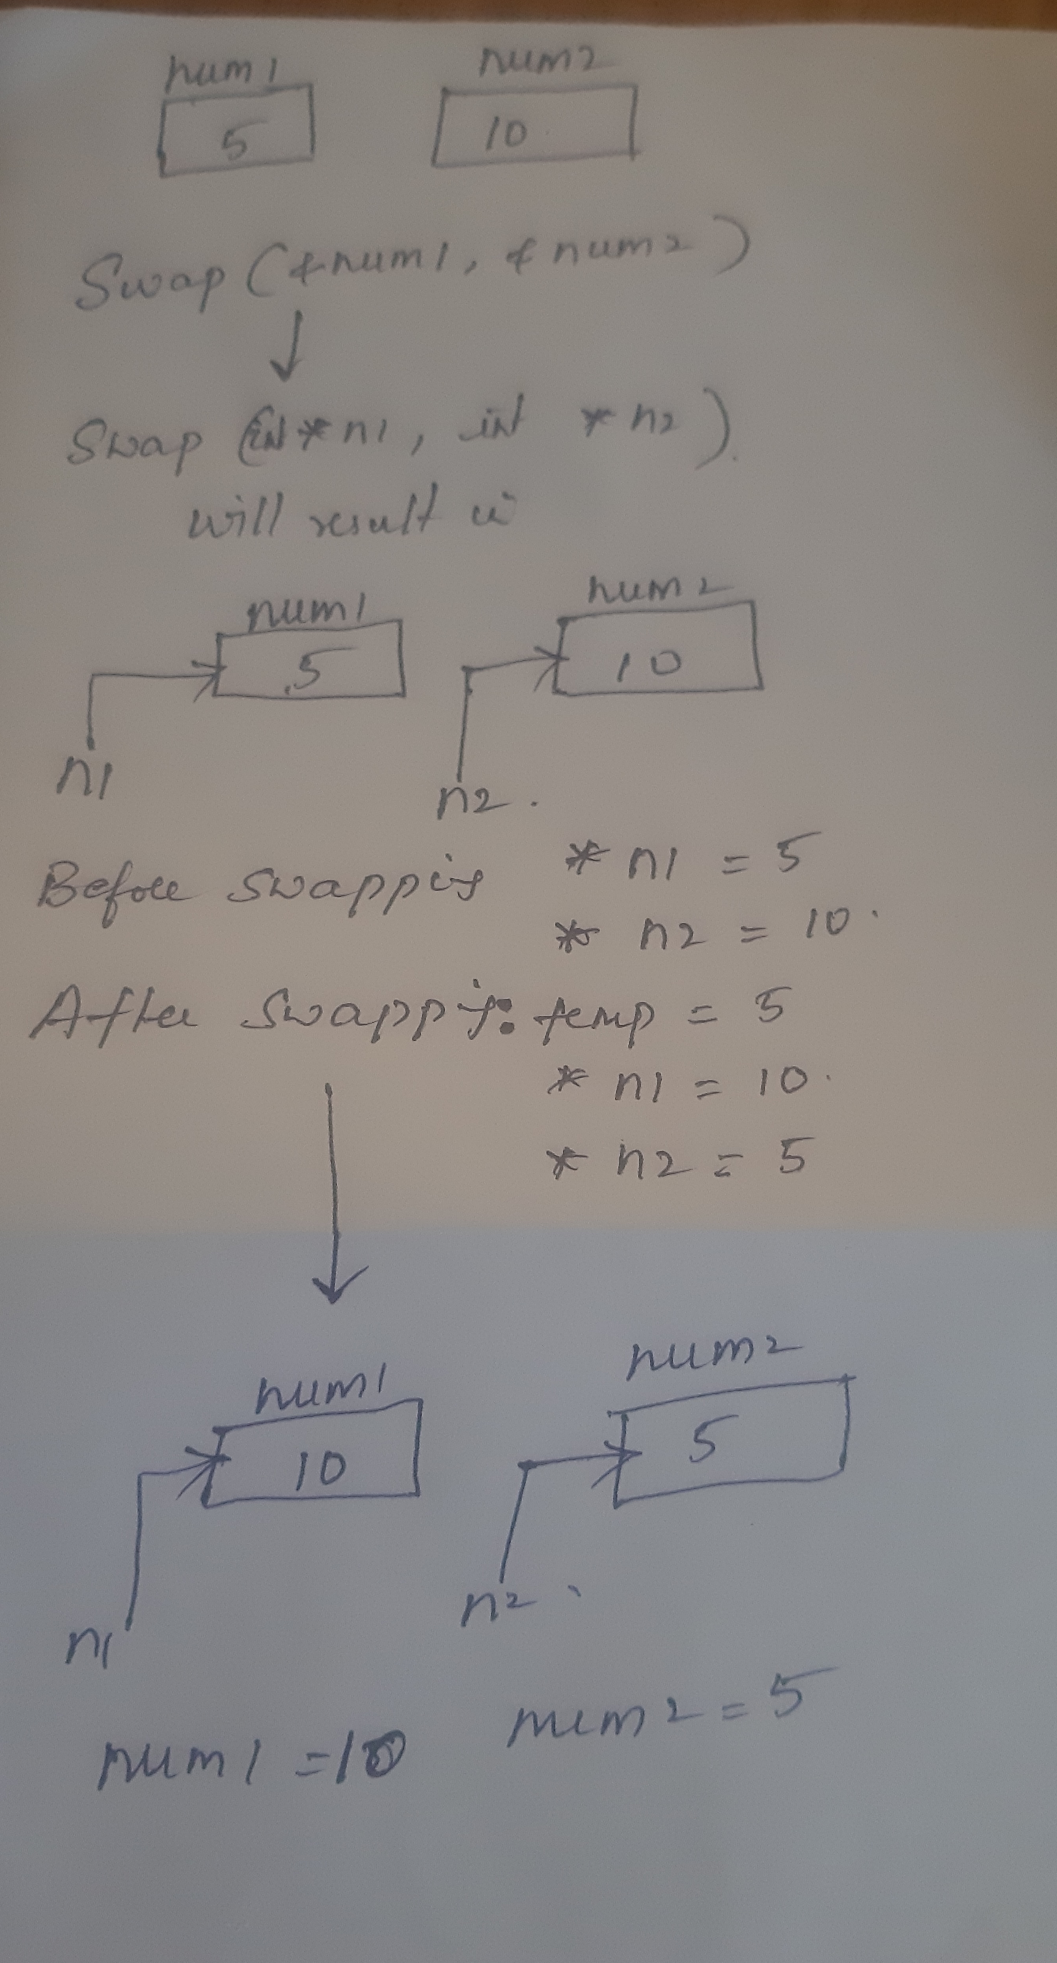 num1 num2
5 10
Swap (&num1, &num2)
Swap (int *n1, int *n2)
will result in
num1 num2
5 10
n1 n2.
Before swapping *n1 = 5
*n2 = 10.
After swapping: temp = 5
*n1 = 10.
*n2 = 5
num1 num2
10 5
n1 n2.
num1 = 10 num2 = 5